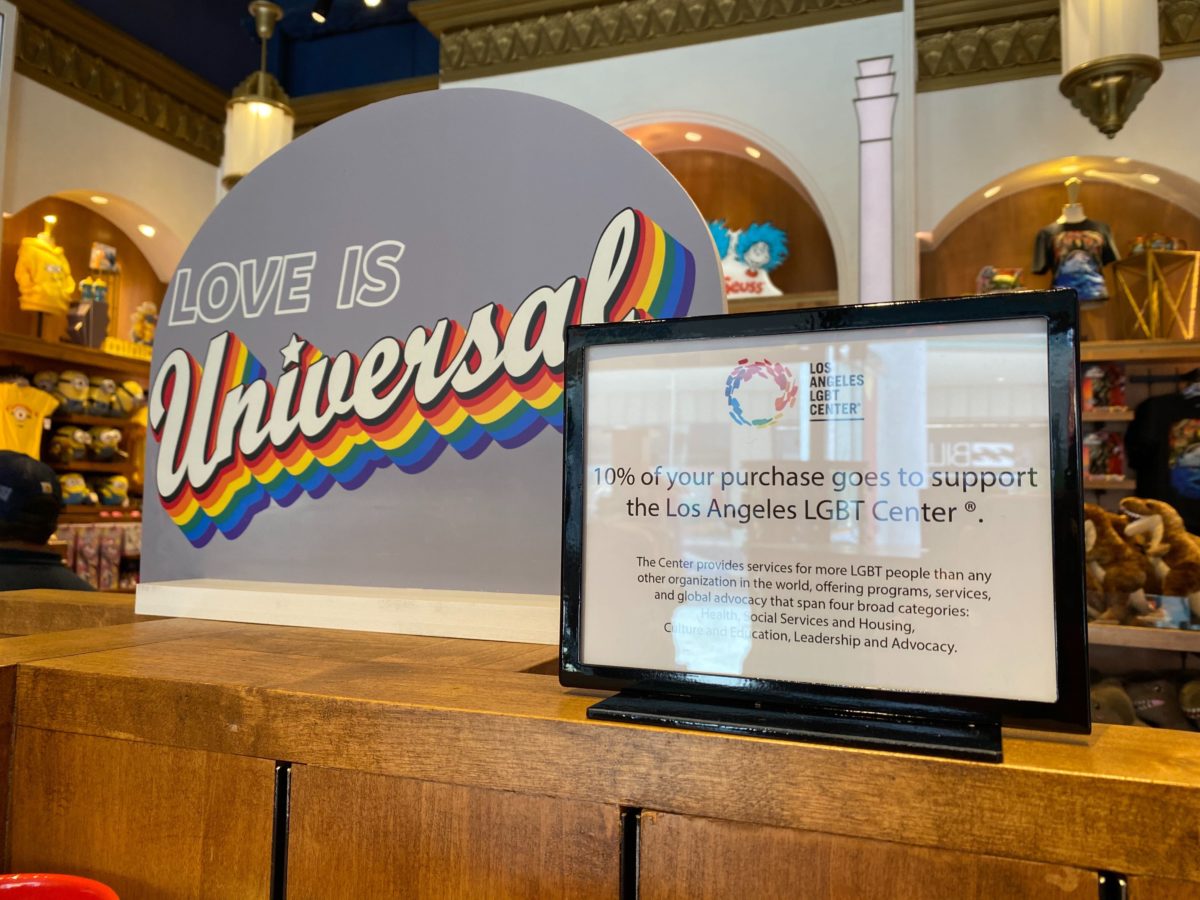 LOVE IS
Universal
LOS
ANGELES
LGBT
CENTER
10% of your purchase goes to support
the Los Angeles LGBT Center ®.
The Center provides services for more LGBT people than any
other organization in the world, offering programs, services,
and global advocacy that span four broad categories:
Health, Social Services and Housing,
Culture and Education, Leadership and Advocacy.
Seuss
BILL